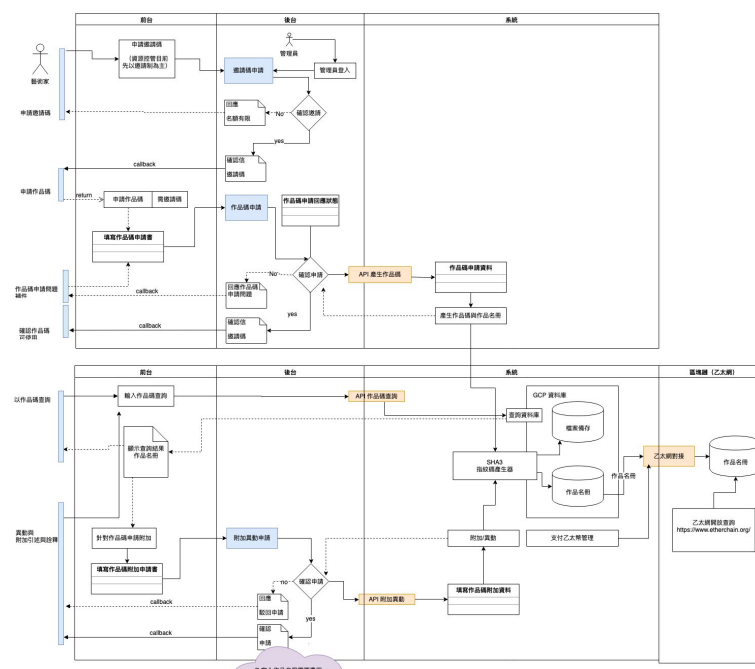 前台
後台
系統
藝術家
申請邀請碼
（資源控管目前
先以邀請制為主）
管理員
邀請碼申請
管理員登入
申請邀請碼
回應
名額有限
No
確認邀請
yes
callback
確認信
邀請碼
申請作品碼
return
申請作品碼
需邀請碼
作品碼申請
作品碼申請回應狀態
填寫作品碼申請書
作品碼申請資料
No
確認申請
API 產生作品碼
作品碼申請問題
補件
callback
回應作品碼
申請問題
產生作品碼與作品名冊
yes
確認作品碼
可使用
callback
確認信
邀請碼
前台
後台
系統
區塊鏈（乙太網）
以作品碼查詢
輸入作品碼查詢
API 作品碼查詢
GCP 資料庫
查詢資料庫
檔案備存
顯示查詢結果
作品名冊
SHA3
指紋碼產生器
作品名冊
作品名冊
乙太網對接
作品名冊
異動與
附加引述與詮釋
針對作品碼申請附加
附加異動申請
附加/異動
支付乙太幣管理
乙太網開放查詢
https://www.etherchain.org/
填寫作品碼附加申請書
no
確認申請
API 附加異動
填寫作品碼附加資料
callback
回應
駁回申請
yes
callback
確認
申請